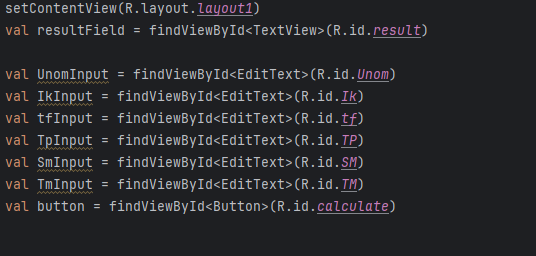 setContentView(R.layout.layout1)
val resultField = findViewById<TextView>(R.id.result)
val UnomInput = findViewById<EditText>(R.id.Unom)
val IkInput = findViewById<EditText>(R.id.Ik)
val tfInput = findViewById<EditText>(R.id.tf)
val TpInput = findViewById<EditText>(R.id.TP)
val SmInput = findViewById<EditText>(R.id.SM)
val TmInput = findViewById<EditText>(R.id.TM)
val button = findViewById<Button>(R.id.calculate)